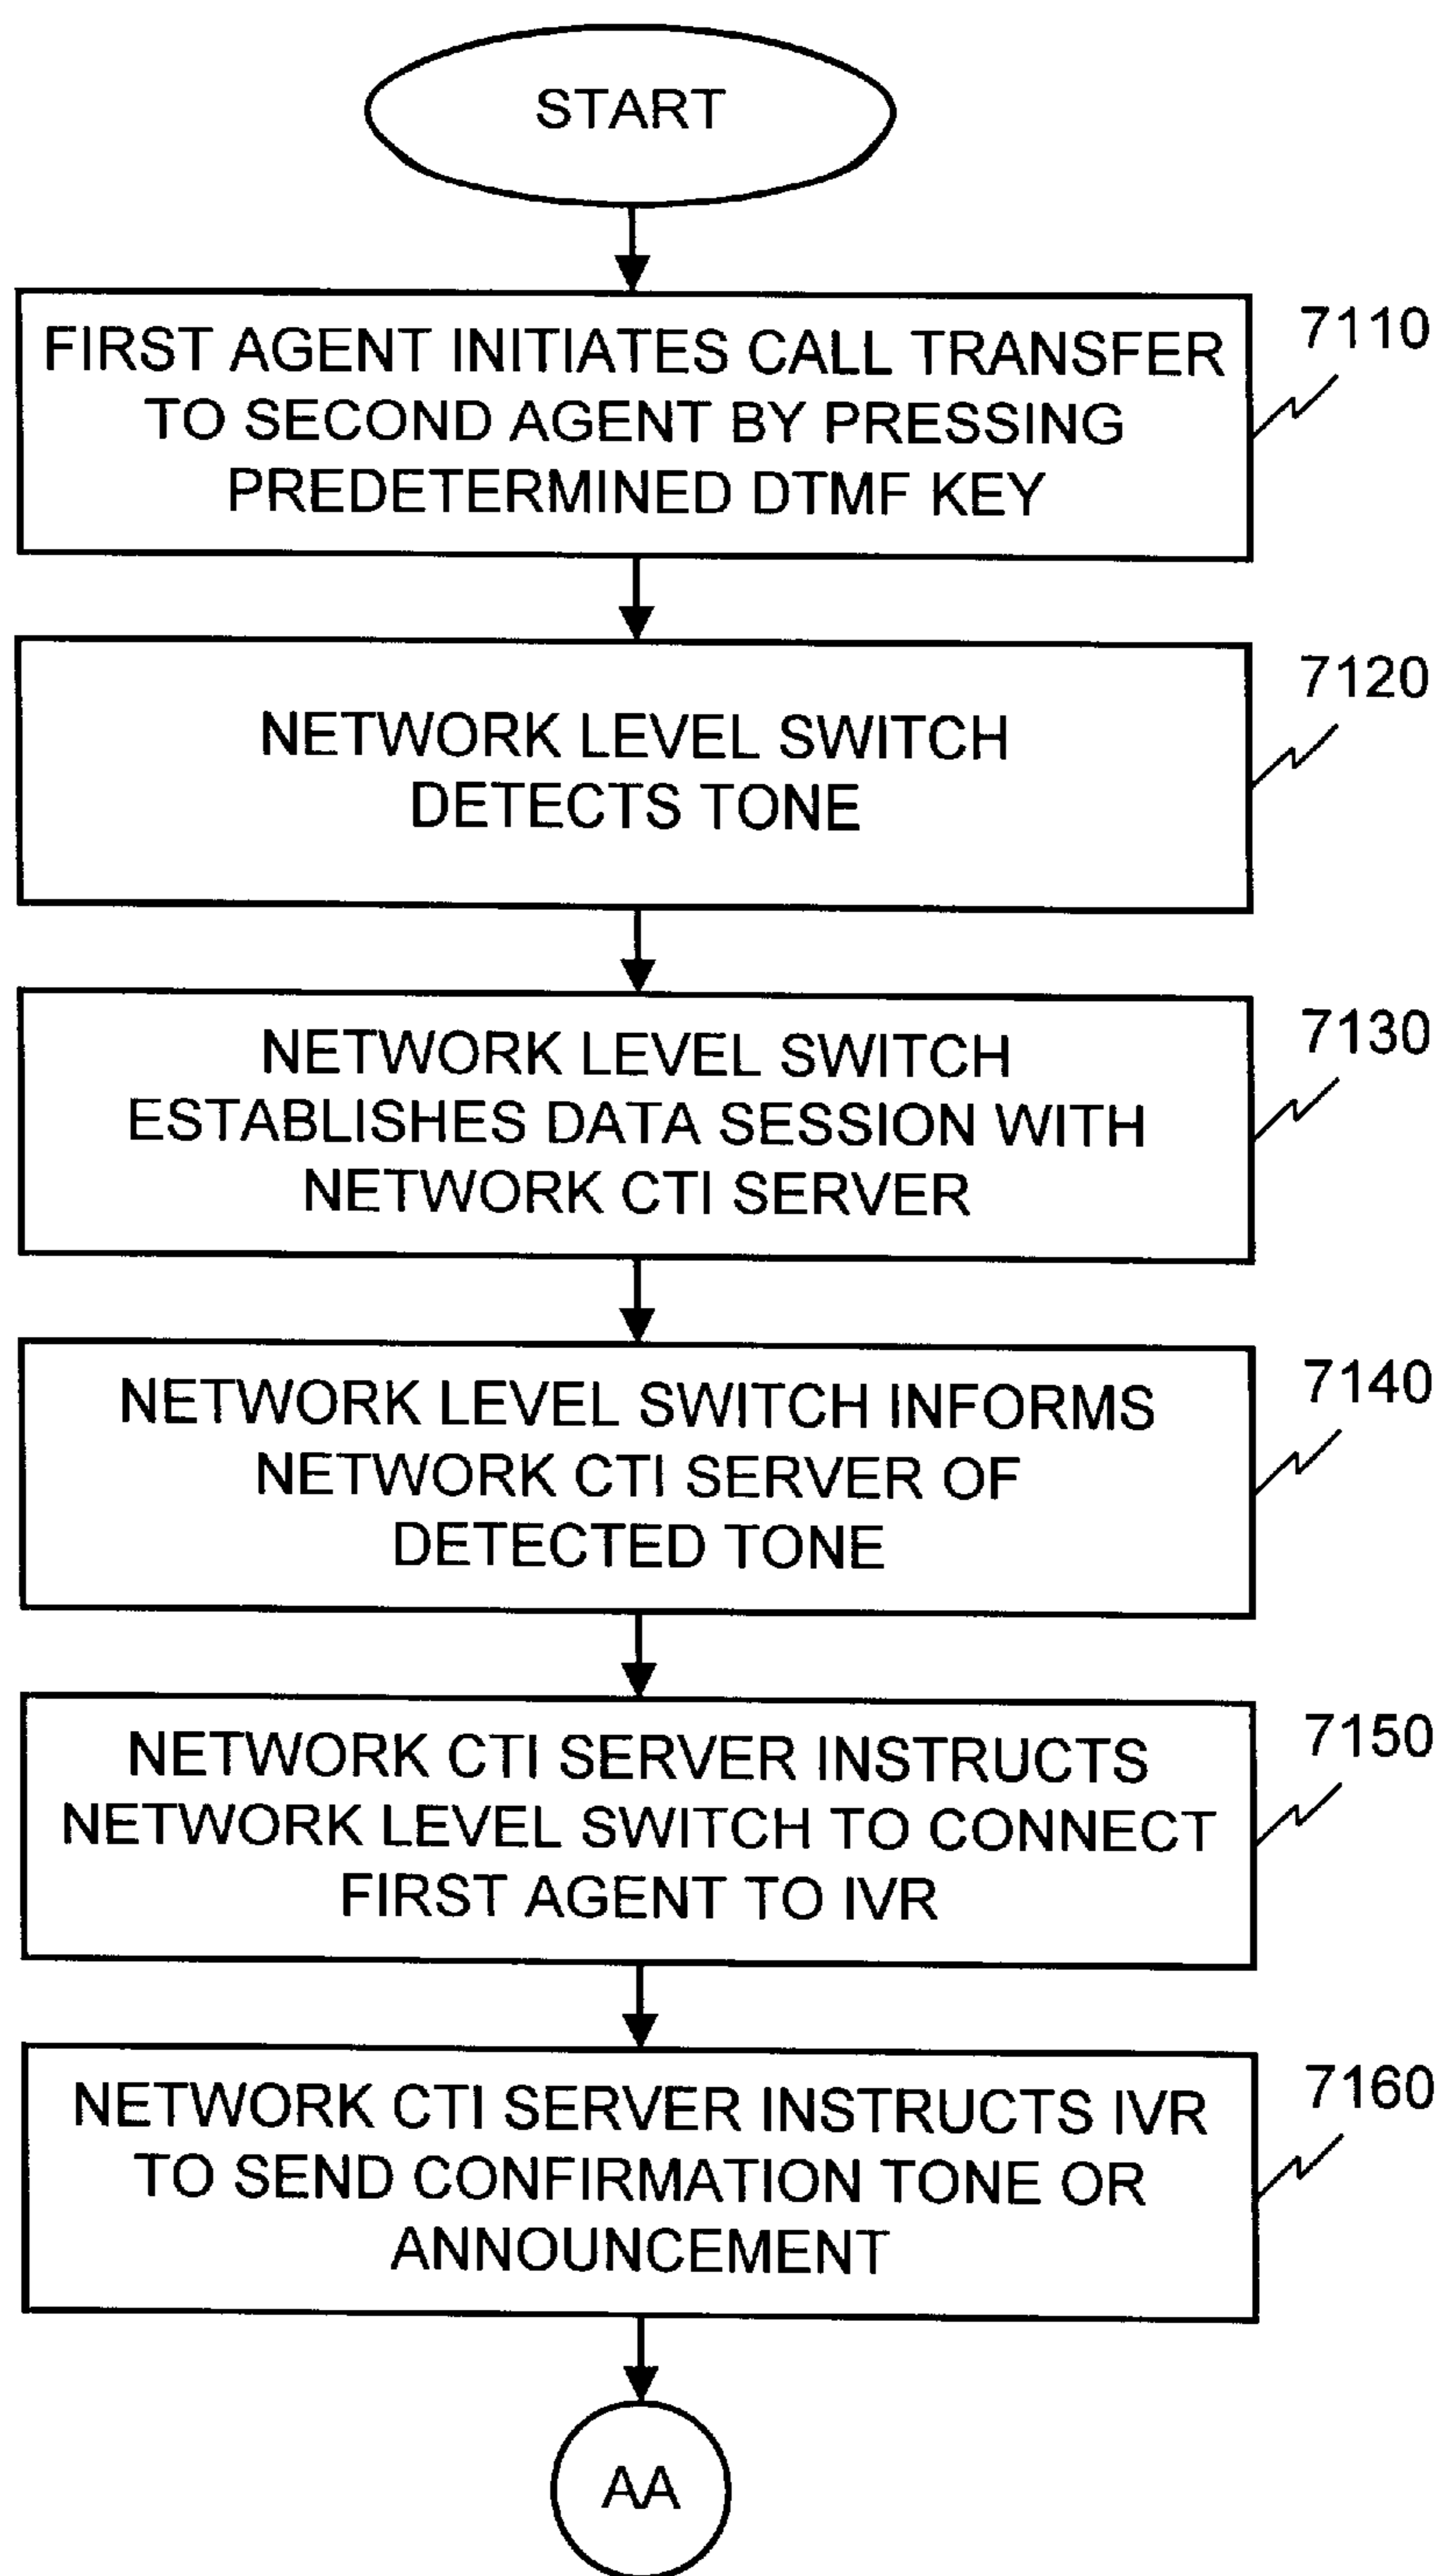 START
FIRST AGENT INITIATES CALL TRANSFER
TO SECOND AGENT BY PRESSING
PREDETERMINED DTMF KEY
7110
NETWORK LEVEL SWITCH
DETECTS TONE
7120
NETWORK LEVEL SWITCH
ESTABLISHES DATA SESSION WITH
NETWORK CTI SERVER
7130
NETWORK LEVEL SWITCH INFORMS
NETWORK CTI SERVER OF
DETECTED TONE
7140
NETWORK CTI SERVER INSTRUCTS
NETWORK LEVEL SWITCH TO CONNECT
FIRST AGENT TO IVR
7150
NETWORK CTI SERVER INSTRUCTS IVR
TO SEND CONFIRMATION TONE OR
ANNOUNCEMENT
7160
AA